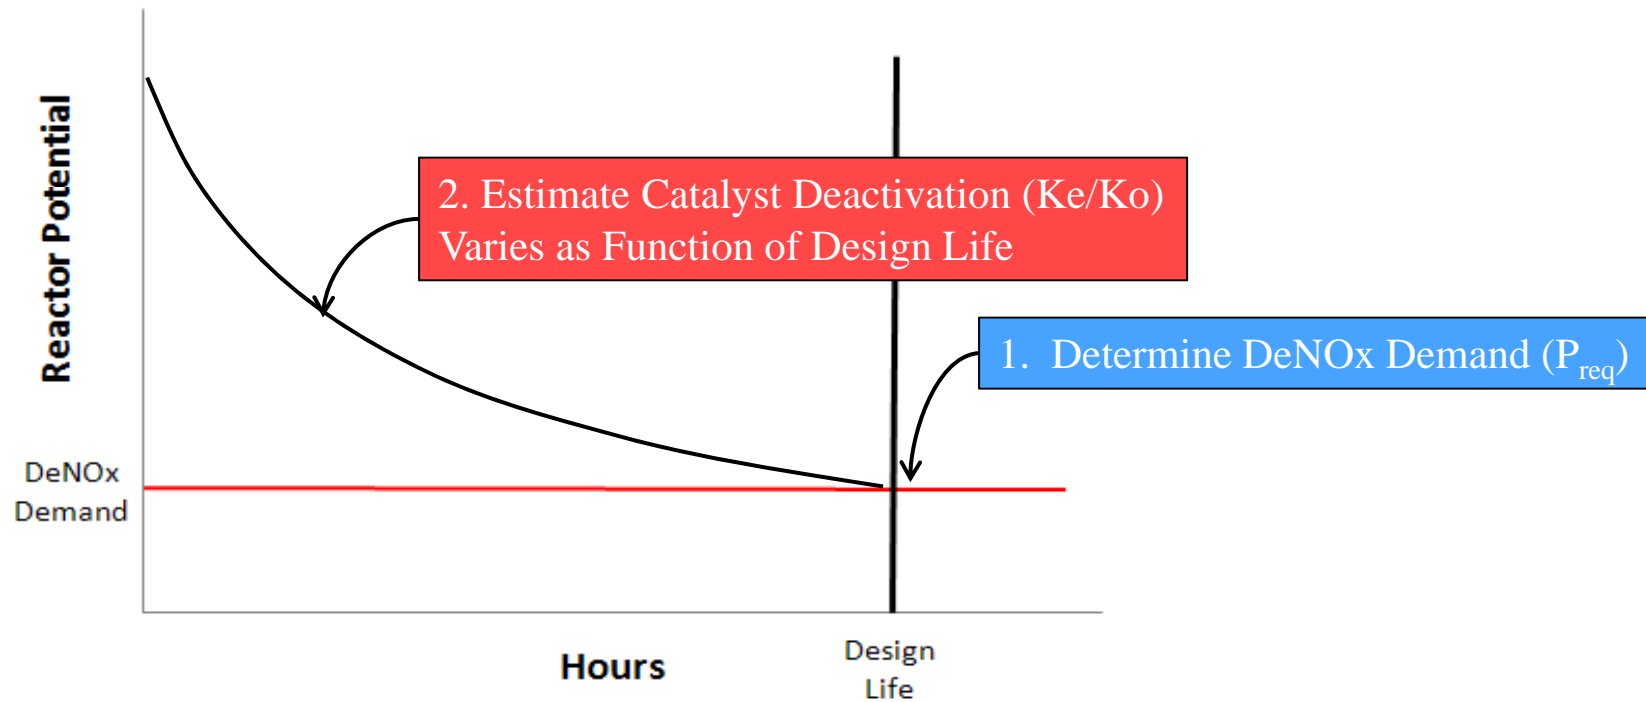 Reactor Potential
2. Estimate Catalyst Deactivation (Ke/Ko)
Varies as Function of Design Life
1. Determine DeNOx Demand (Preq)
DeNOx
Demand
Hours
Design
Life